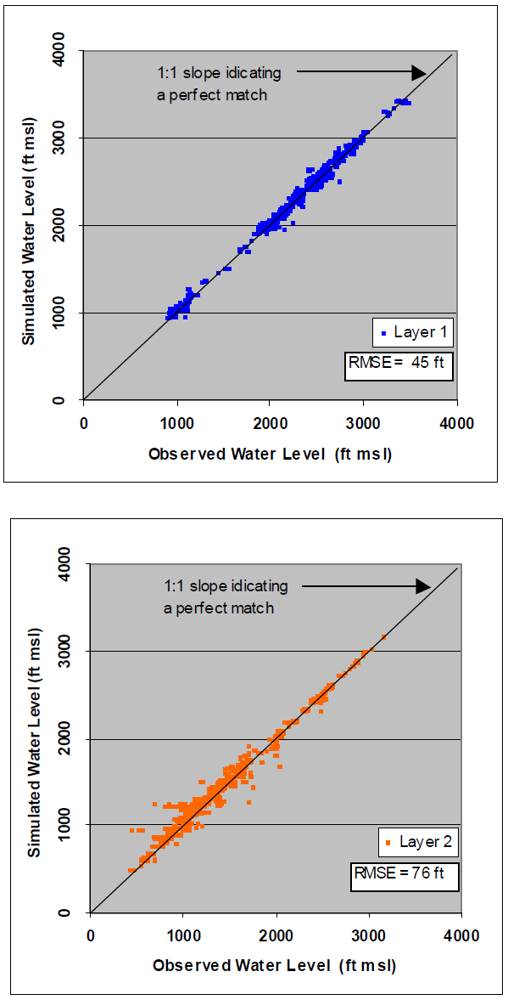 4000
3000
2000
1000
0
Simulated Water Level (ft msl)
1:1 slope idicating
a perfect match
Layer 1
RMSE = 45 ft
0 1000 2000 3000 4000
Observed Water Level (ft msl)
4000
3000
2000
1000
0
Simulated Water Level (ft msl)
1:1 slope idicating
a perfect match
Layer 2
RMSE = 76 ft
0 1000 2000 3000 4000
Observed Water Level (ft msl)